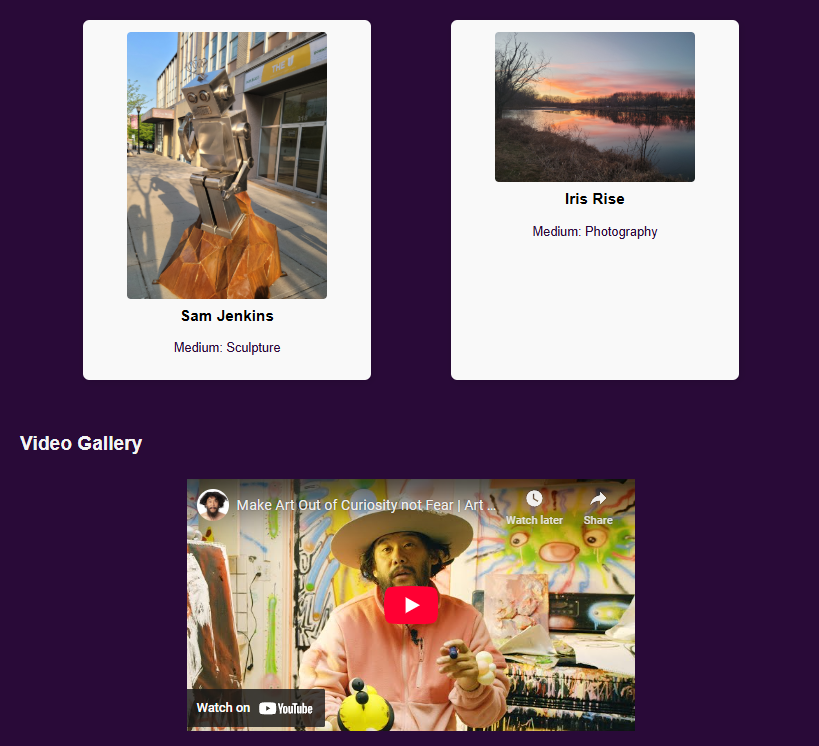 THE
Sam Jenkins
Medium: Sculpture
Iris Rise
Medium: Photography
Video Gallery
Make Art Out of Curiosity not Fear | Art ...
Watch later
Share
Watch on YouTube